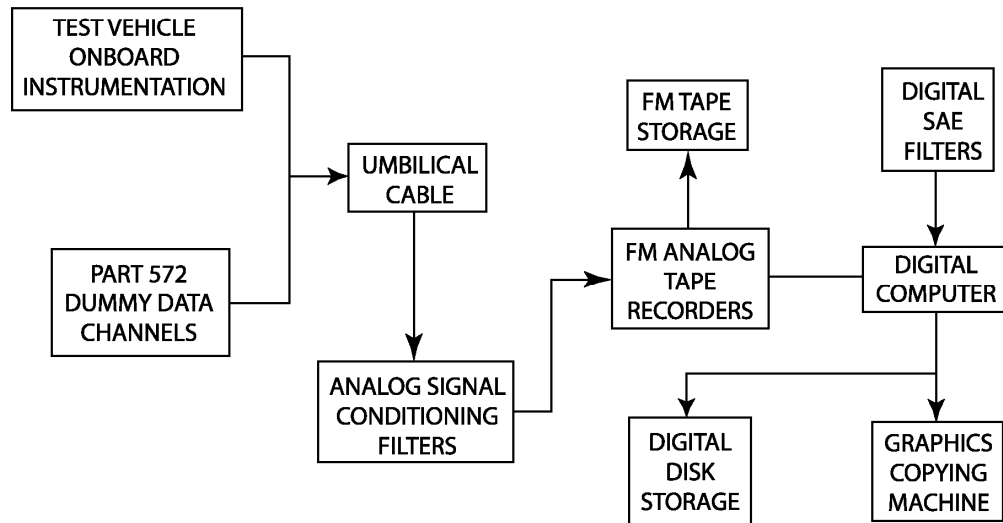 TEST VEHICLE
ONBOARD
INSTRUMENTATION
PART 572
DUMMY DATA
CHANNELS
UMBILICAL
CABLE
ANALOG SIGNAL
CONDITIONING
FILTERS
FM TAPE
STORAGE
FM ANALOG
TAPE
RECORDERS
DIGITAL
SAE
FILTERS
DIGITAL
COMPUTER
DIGITAL
DISK
STORAGE
GRAPHICS
COPYING
MACHINE